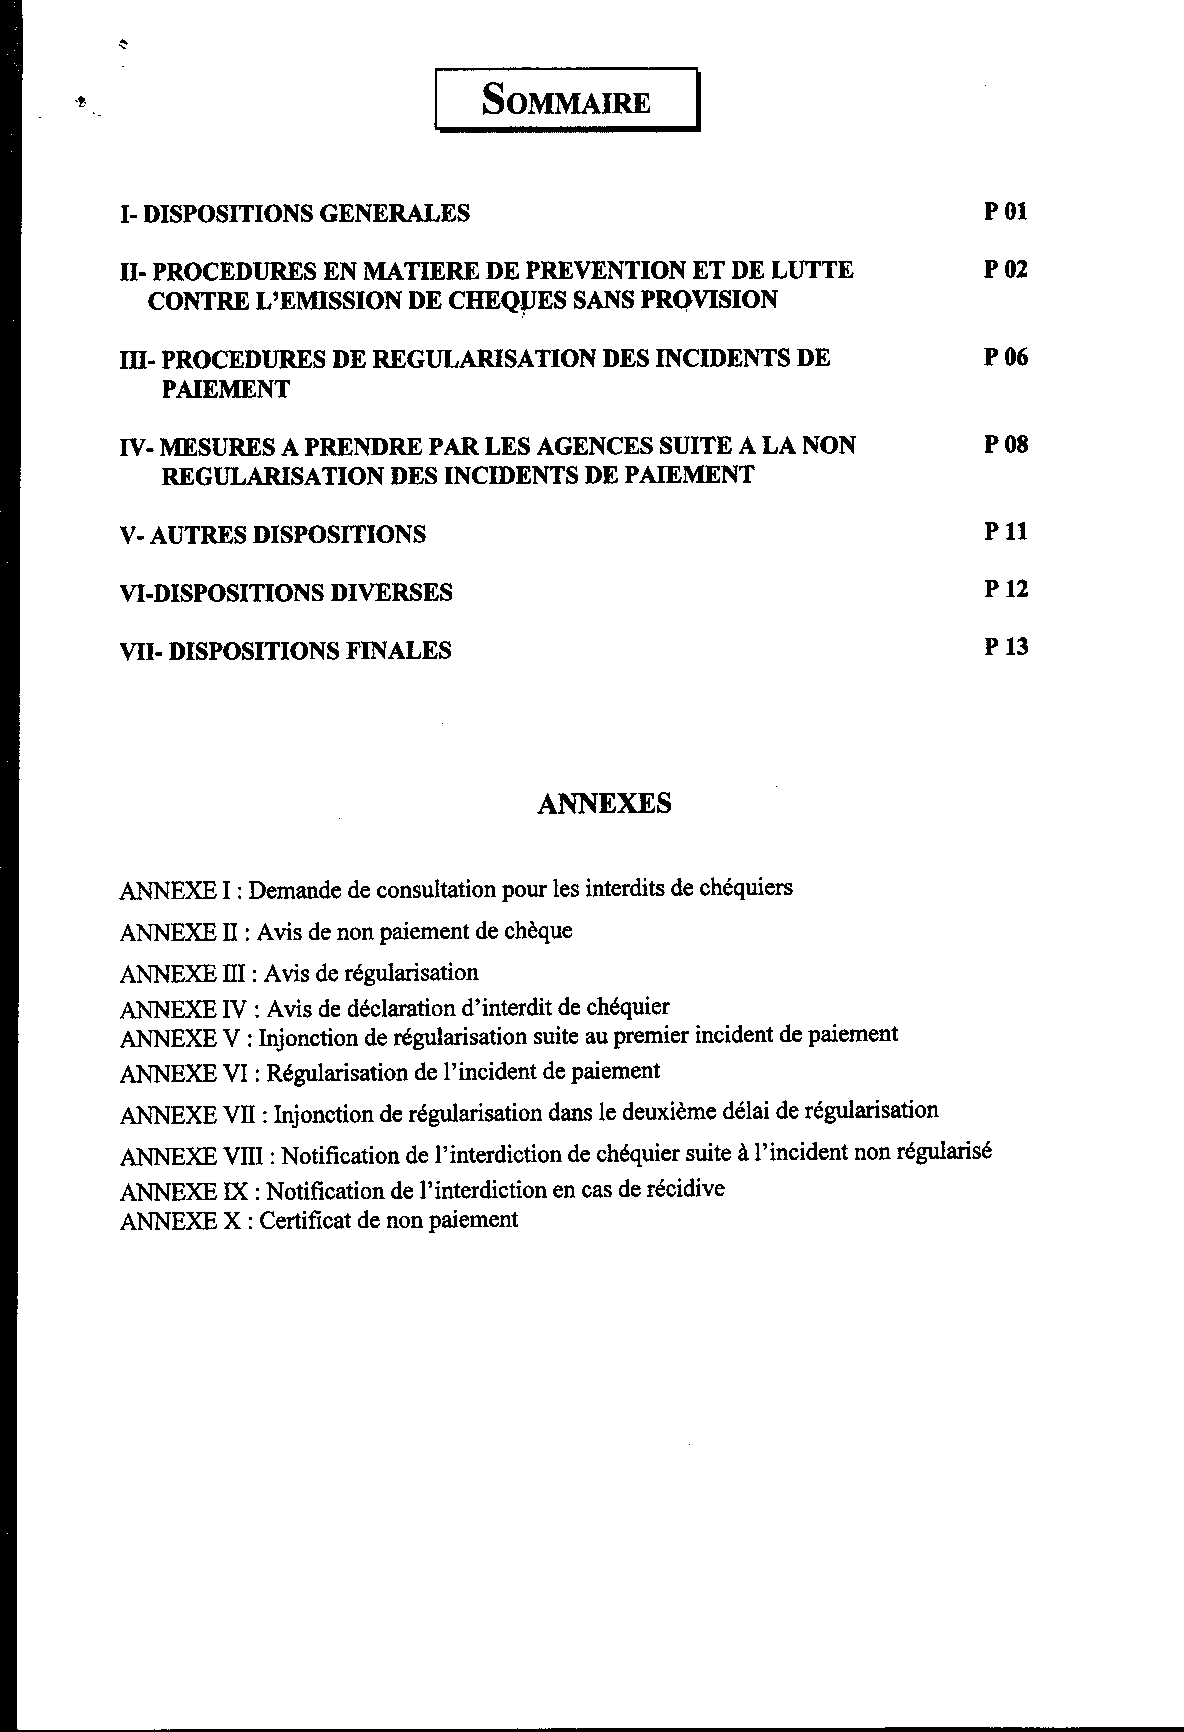 SOMMAIRE
I- DISPOSITIONS GENERALES P 01
II- PROCEDURES EN MATIERE DE PREVENTION ET DE LUTTE P 02
CONTRE L'EMISSION DE CHEQUES SANS PROVISION
III- PROCEDURES DE REGULARISATION DES INCIDENTS DE P 06
PAIEMENT
IV- MESURES A PRENDRE PAR LES AGENCES SUITE A LA NON P 08
REGULARISATION DES INCIDENTS DE PAIEMENT
V- AUTRES DISPOSITIONS P 11
VI-DISPOSITIONS DIVERSES P 12
VII- DISPOSITIONS FINALES P 13
ANNEXES
ANNEXE I : Demande de consultation pour les interdits de chéquiers
ANNEXE II : Avis de non paiement de chèque
ANNEXE III : Avis de régularisation
ANNEXE IV : Avis de déclaration d'interdit de chéquier
ANNEXE V : Injonction de régularisation suite au premier incident de paiement
ANNEXE VI : Régularisation de l'incident de paiement
ANNEXE VII : Injonction de régularisation dans le deuxième délai de régularisation
ANNEXE VIII : Notification de l'interdiction de chéquier suite à l'incident non régularisé
ANNEXE IX : Notification de l'interdiction en cas de récidive
ANNEXE X : Certificat de non paiement